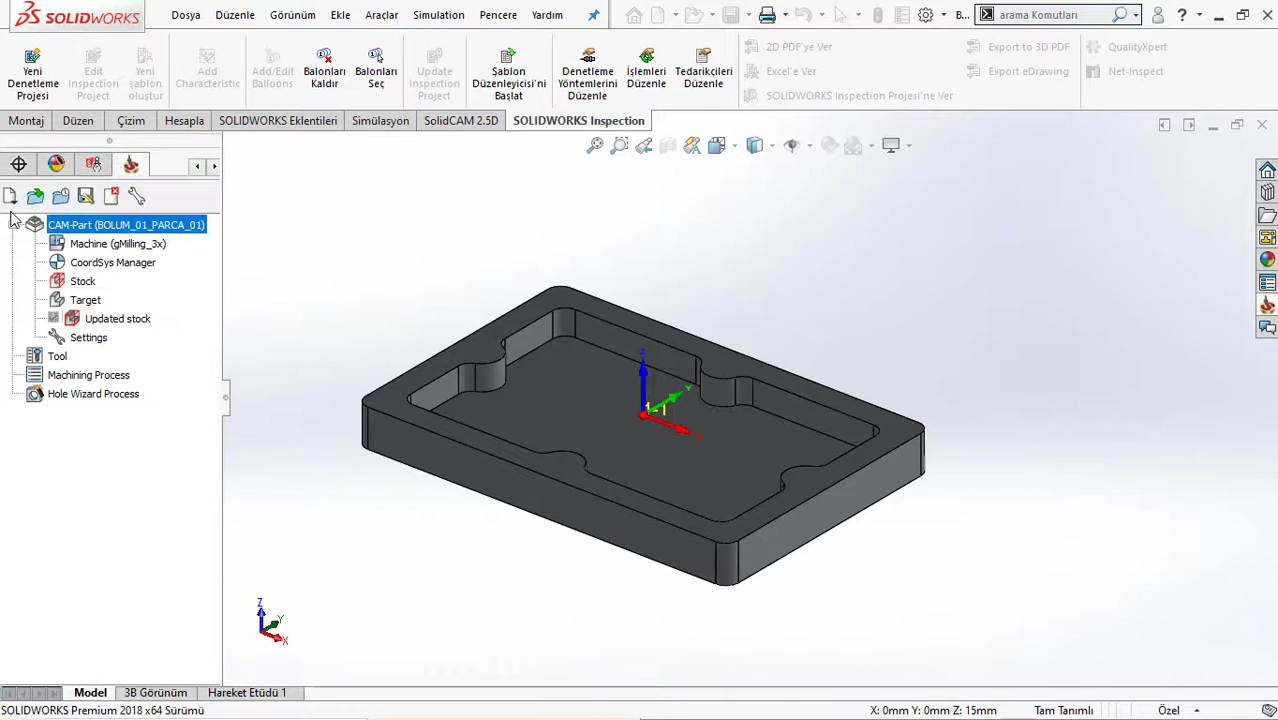 SOLIDWORKS
Dosya
Düzenle
Görünüm
Ekle
Araçlar
Simulation
Pencere
Yardım
B...
arama Komutları
?
Yeni
Denetleme
Projesi
Edit
Inspection
Project
Yeni
şablon
oluştur
Add
Characteristic
Add/Edit
Balloons
Balonları
Kaldır
Balonları
Seç
Update
Inspection
Project
Şablon
Düzenleyicisi'ni
Başlat
Denetleme
Yöntemlerini
Düzenle
İşlemleri
Düzenle
Tedarikçileri
Düzenle
2D PDF'ye Ver
Excel'e Ver
SOLIDWORKS Inspection Projesi'ne Ver
Export to 3D PDF
Export eDrawing
QualityXpert
Net-Inspect
Montaj
Düzen
Çizim
Hesapla
SOLIDWORKS Eklentileri
Simülasyon
SolidCAM 2.5D
SOLIDWORKS Inspection
CAM-Part (BOLUM_01_PARCA_01)
Machine (gMilling_3x)
CoordSys Manager
Stock
Target
Updated stock
Settings
Tool
Machining Process
Hole Wizard Process
Z
Y
X
Z
Y
X
Model
3B Görünüm
Hareket Etüdü 1
SOLIDWORKS Premium 2018 x64 Sürümü
X: 0mm Y: 0mm Z: 15mm
Tam Tanımlı
Özel